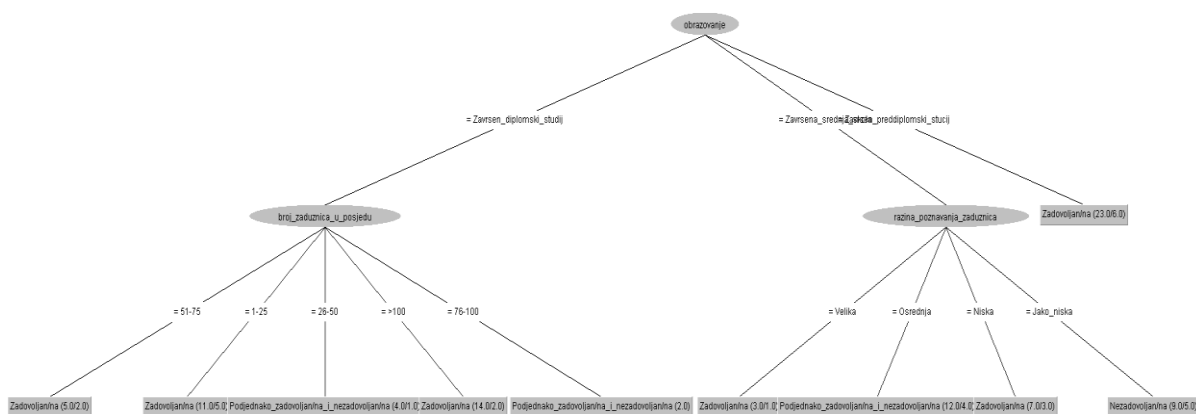 obrazovanje
= Zavrsen_diplomski_studij
= Zavrsena_srednja_skola
= Zavrsen_preddiplomski_studij
broj_zaduznica_u_posjedu
razina_poznavanja_zaduznica
Zadovoljan/na (23.0/6.0)
= 51-75
= 1-25
= 26-50
= >100
= 76-100
= Velika
= Osrednja
= Niska
= Jako_niska
Zadovoljan/na (5.0/2.0)
Zadovoljan/na (11.0/5.0)
Podjednako_zadovoljan/na_i_nezadovoljan/na (4.0/1.0)
Zadovoljan/na (14.0/2.0)
Podjednako_zadovoljan/na_i_nezadovoljan/na (2.0)
Zadovoljan/na (3.0/1.0)
Podjednako_zadovoljan/na_i_nezadovoljan/na (12.0/4.0)
Zadovoljan/na (7.0/3.0)
Nezadovoljan/na (9.0/5.0)